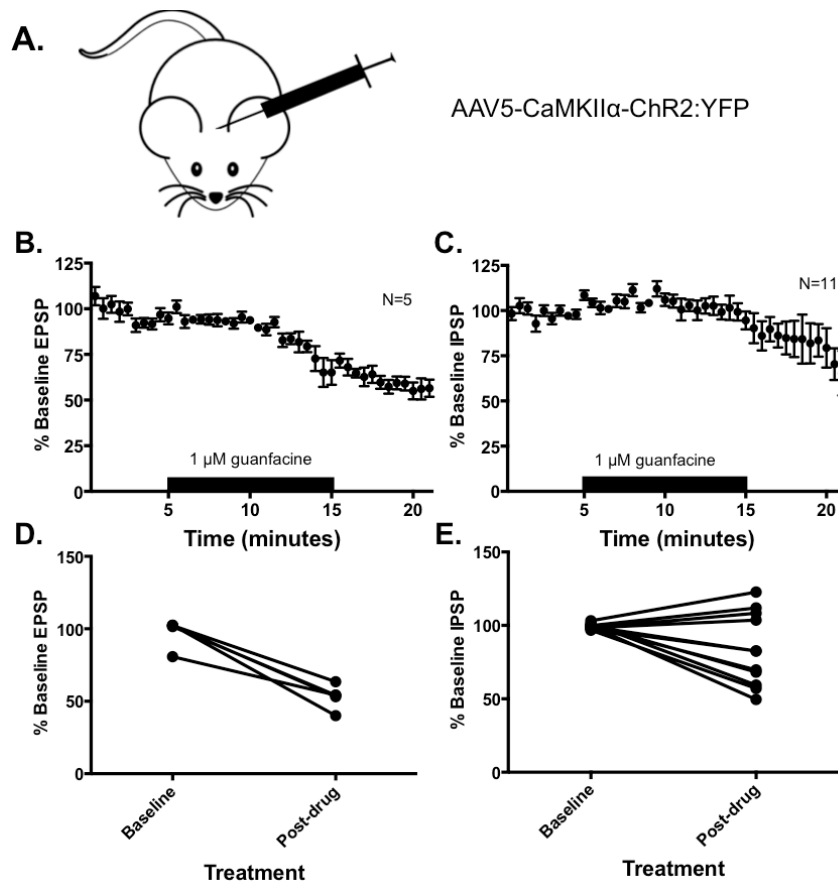 A.
AAV5-CaMKIIα-ChR2:YFP
B.
% Baseline EPSP
125
100
75
50
25
0
N=5
1 µM guanfacine
5
10
15
20
Time (minutes)
C.
% Baseline IPSP
125
100
75
50
25
0
N=11
1 µM guanfacine
5
10
15
20
Time (minutes)
D.
% Baseline EPSP
150
100
50
0
Baseline
Post-drug
Treatment
E.
% Baseline IPSP
150
100
50
0
Baseline
Post-drug
Treatment